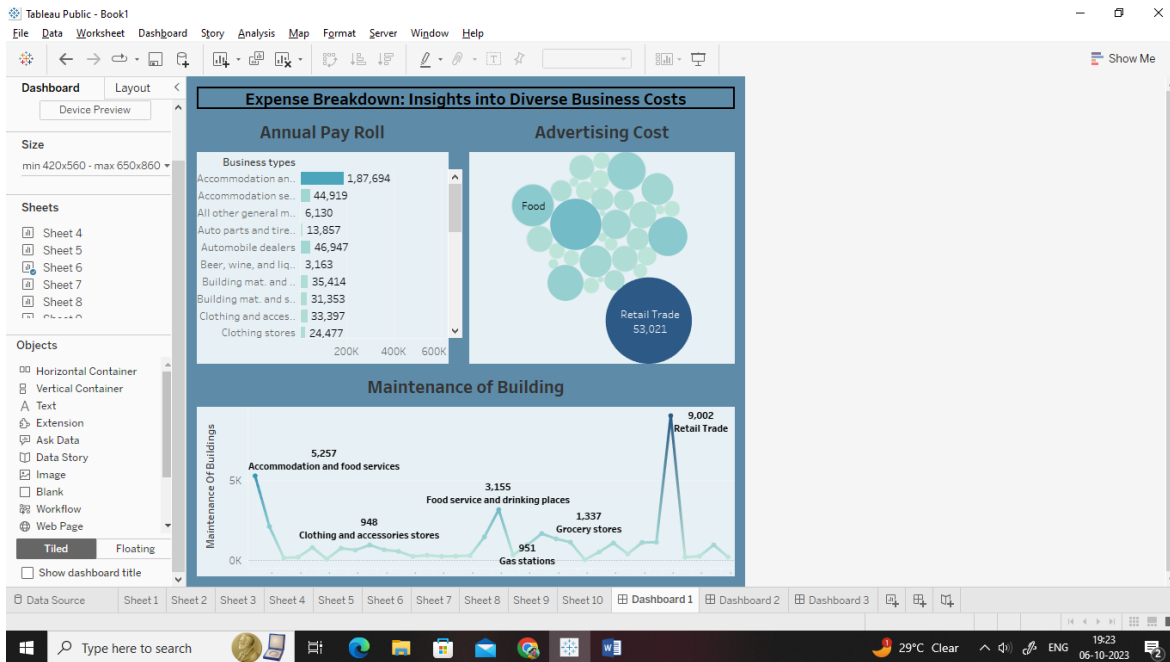 Tableau Public - Book1
File Data Worksheet Dashboard Story Analysis Map Format Server Window Help
Show Me
Dashboard Layout
Device Preview
Size
min 420x560 - max 650x860
Sheets
Sheet 4
Sheet 5
Sheet 6
Sheet 7
Sheet 8
Objects
Horizontal Container
Vertical Container
Text
Extension
Ask Data
Data Story
Image
Blank
Workflow
Web Page
Tiled Floating
Show dashboard title
Expense Breakdown: Insights into Diverse Business Costs
Annual Pay Roll
Business types
Accommodation an.. 1,87,694
Accommodation se.. 44,919
All other general m.. 6,130
Auto parts and tire.. 13,857
Automobile dealers 46,947
Beer, wine, and liq.. 3,163
Building mat. and .. 35,414
Building mat. and s.. 31,353
Clothing and acces.. 33,397
Clothing stores 24,477
200K 400K 600K
Advertising Cost
Food
Retail Trade
53,021
Maintenance of Building
Maintenance Of Buildings
5K
0K
5,257
Accommodation and food services
948
Clothing and accessories stores
3,155
Food service and drinking places
951
Gas stations
1,337
Grocery stores
9,002
Retail Trade
Data Source Sheet 1 Sheet 2 Sheet 3 Sheet 4 Sheet 5 Sheet 6 Sheet 7 Sheet 8 Sheet 9 Sheet 10 Dashboard 1 Dashboard 2 Dashboard 3
Type here to search
29°C Clear
ENG
19:23
06-10-2023
2